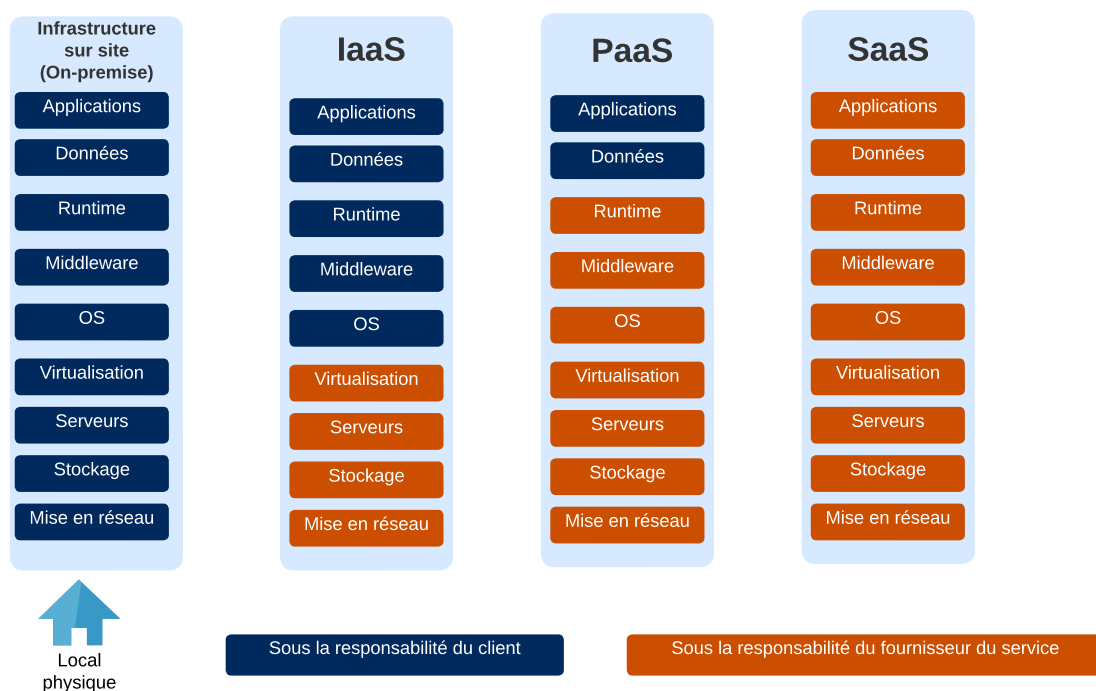 Infrastructure
sur site
(On-premise)
Applications
Données
Runtime
Middleware
OS
Virtualisation
Serveurs
Stockage
Mise en réseau
Local
physique
IaaS
Applications
Données
Runtime
Middleware
OS
Virtualisation
Serveurs
Stockage
Mise en réseau
PaaS
Applications
Données
Runtime
Middleware
OS
Virtualisation
Serveurs
Stockage
Mise en réseau
SaaS
Applications
Données
Runtime
Middleware
OS
Virtualisation
Serveurs
Stockage
Mise en réseau
Sous la responsabilité du client
Sous la responsabilité du fournisseur du service